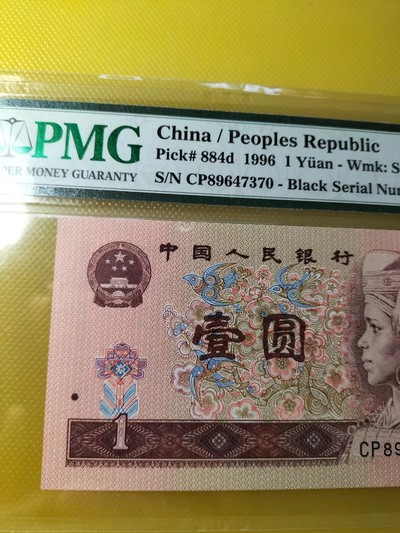 PMG
PER MONEY GUARANTY
China / Peoples Republic
Pick# 884d 1996 1 Yüan - Wmk: S
S/N CP89647370 - Black Serial Nu
中国人民银行
壹圆
1
CP89